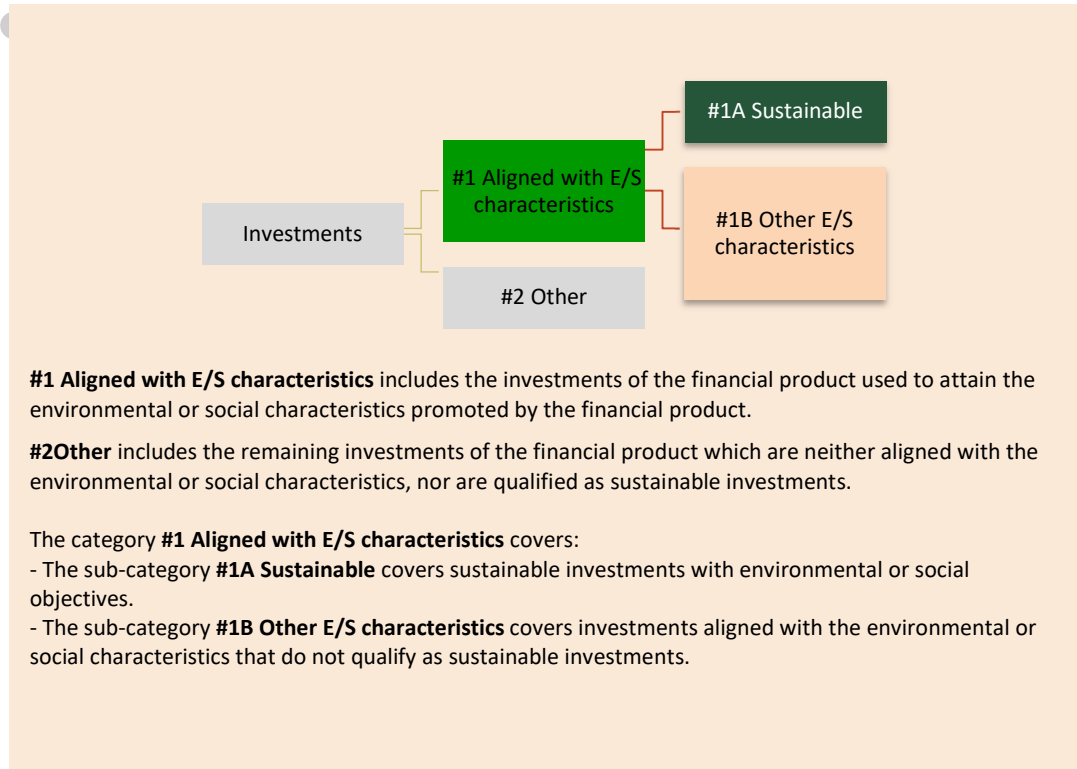 #1A Sustainable
#1 Aligned with E/S
characteristics
#1B Other E/S
characteristics
Investments
#2 Other
#1 Aligned with E/S characteristics includes the investments of the financial product used to attain the
environmental or social characteristics promoted by the financial product.
#2Other includes the remaining investments of the financial product which are neither aligned with the
environmental or social characteristics, nor are qualified as sustainable investments.
The category #1 Aligned with E/S characteristics covers:
- The sub-category #1A Sustainable covers sustainable investments with environmental or social
objectives.
- The sub-category #1B Other E/S characteristics covers investments aligned with the environmental or
social characteristics that do not qualify as sustainable investments.